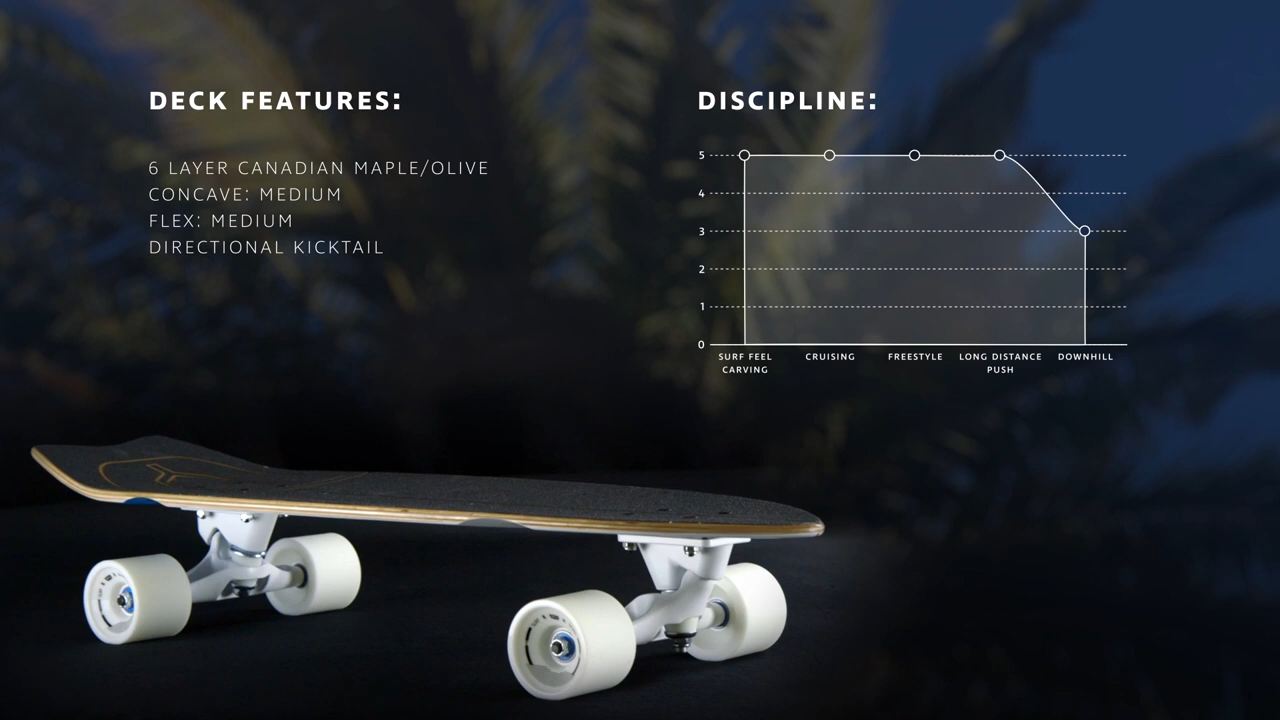 DECK FEATURES:
6 LAYER CANADIAN MAPLE/OLIVE
CONCAVE: MEDIUM
FLEX: MEDIUM
DIRECTIONAL KICKTAIL
DISCIPLINE:
5
4
3
2
1
0
SURF FEEL
CARVING
CRUISING
FREESTYLE
LONG DISTANCE
PUSH
DOWNHILL